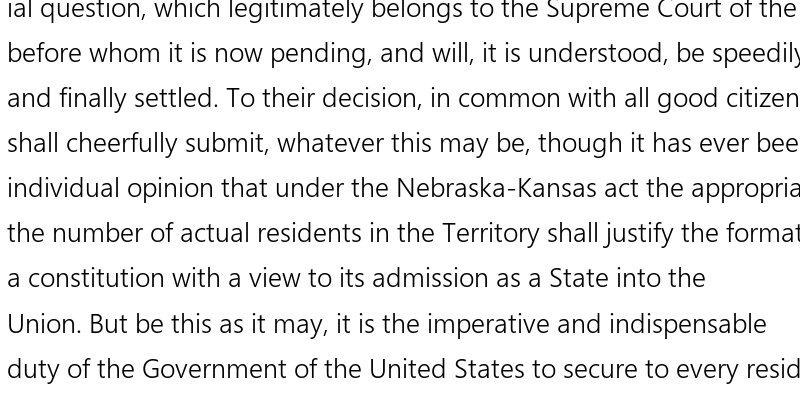 ial question, which legitimately belongs to the Supreme Court of the
before whom it is now pending, and will, it is understood, be speedily
and finally settled. To their decision, in common with all good citizen
shall cheerfully submit, whatever this may be, though it has ever bee
individual opinion that under the Nebraska-Kansas act the appropria
the number of actual residents in the Territory shall justify the format
a constitution with a view to its admission as a State into the
Union. But be this as it may, it is the imperative and indispensable
duty of the Government of the United States to secure to every resid